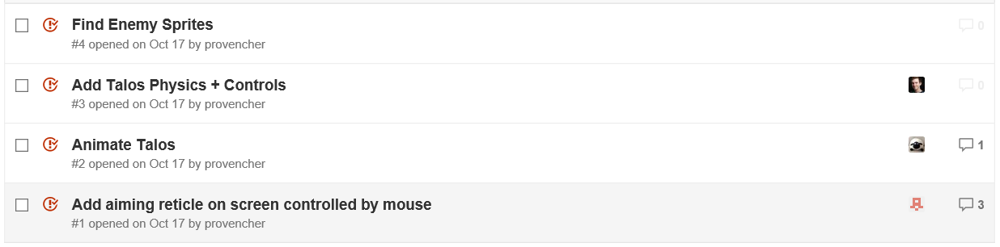 Find Enemy Sprites
0
#4 opened on Oct 17 by provencher
Add Talos Physics + Controls
0
#3 opened on Oct 17 by provencher
Animate Talos
1
#2 opened on Oct 17 by provencher
Add aiming reticle on screen controlled by mouse
3
#1 opened on Oct 17 by provencher